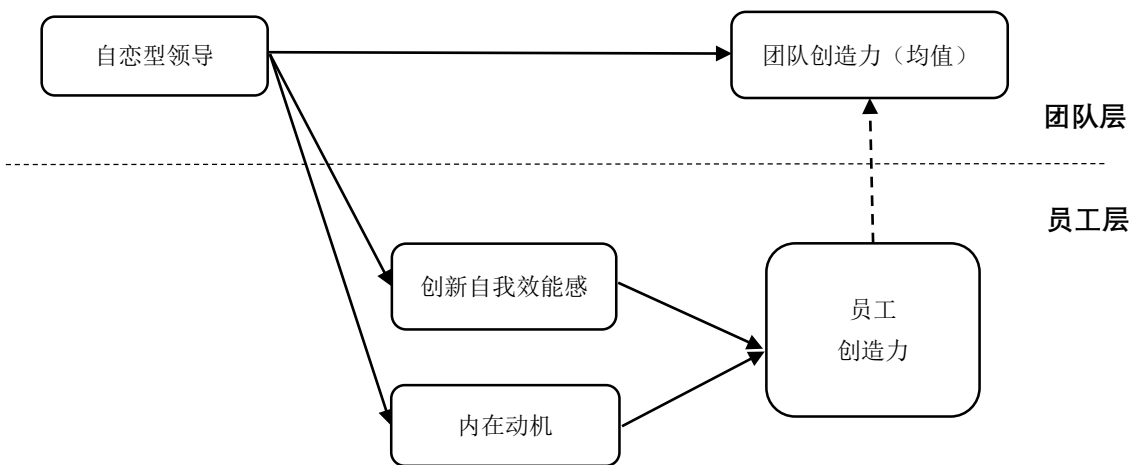 自恋型领导
团队创造力（均值）
团队层
员工层
创新自我效能感
员工
创造力
内在动机